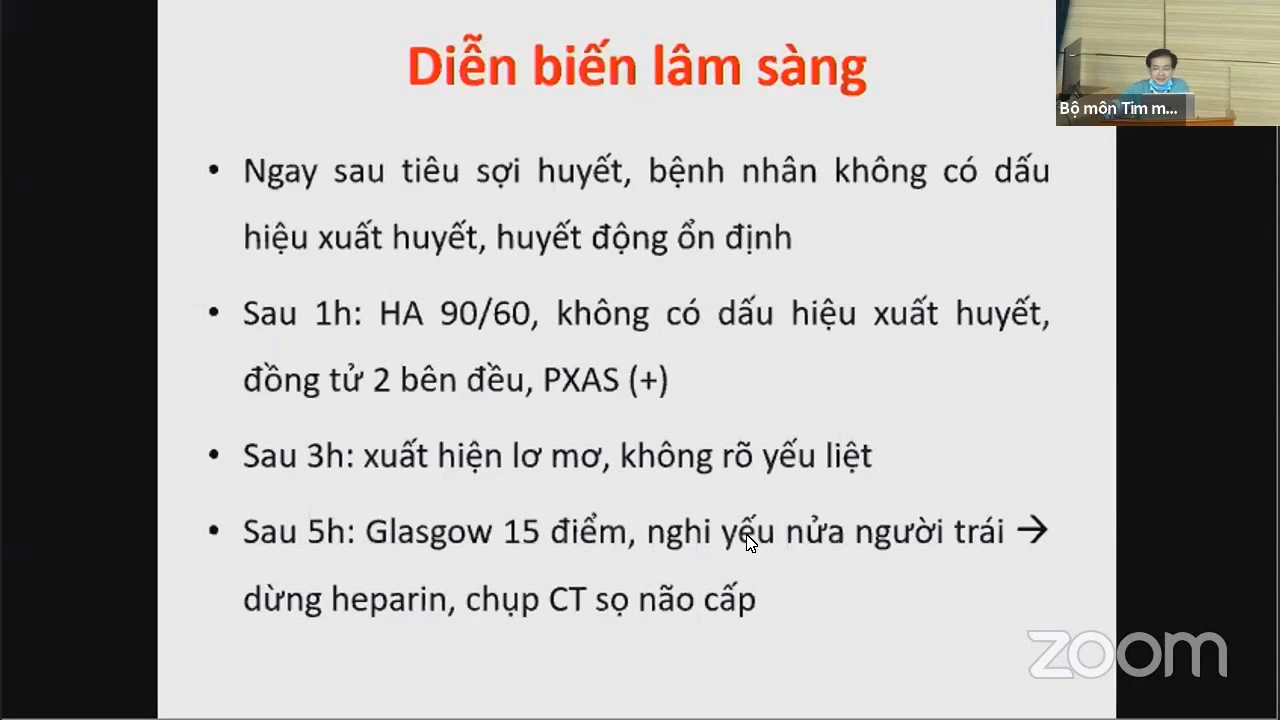 Diễn biến lâm sàng
Bộ môn Tim m...
• Ngay sau tiêu sợi huyết, bệnh nhân không có dấu
hiệu xuất huyết, huyết động ổn định
• Sau 1h: HA 90/60, không có dấu hiệu xuất huyết,
đồng tử 2 bên đều, PXAS (+)
• Sau 3h: xuất hiện lơ mơ, không rõ yếu liệt
• Sau 5h: Glasgow 15 điểm, nghi yếu nửa người trái →
dừng heparin, chụp CT sọ não cấp
zoom